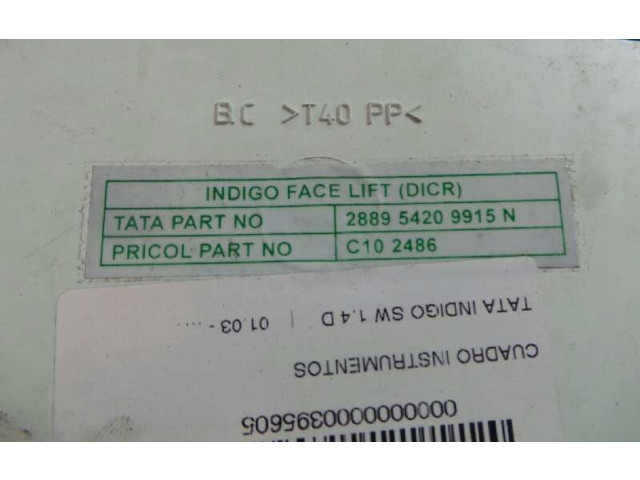 B.C >T40 PP<
INDIGO FACE LIFT (DICR)
TATA PART NO 2889 5420 9915 N
PRICOL PART NO C10 2486
TATA INDIGO SW 1.4 D | 01.03 - ....
CUADRO INSTRUMENTOS
0000000000395605